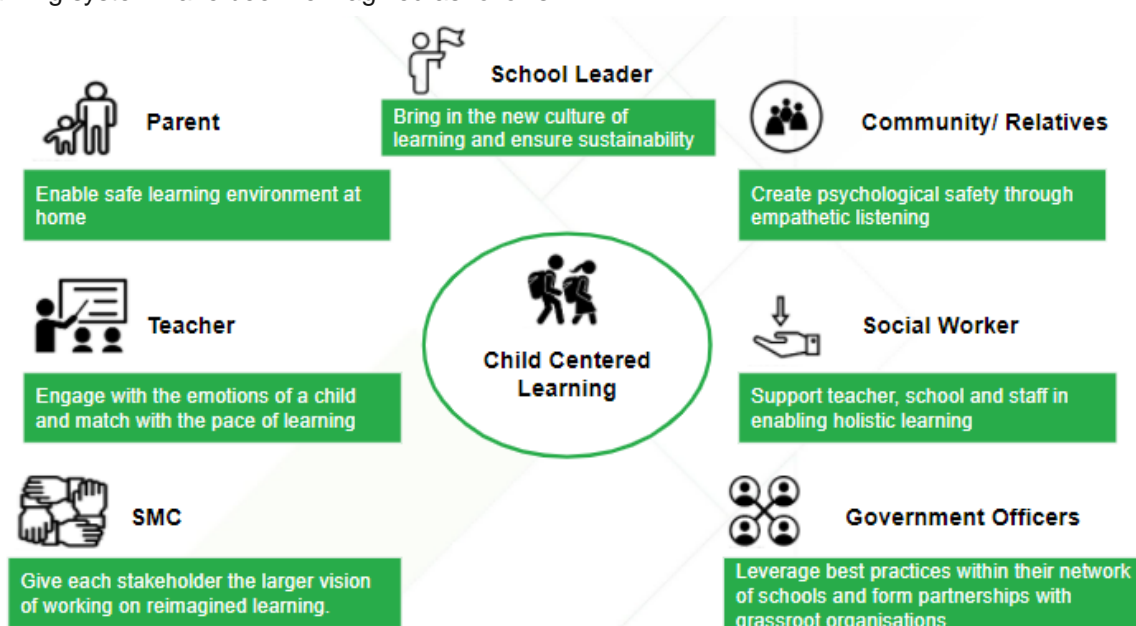 School Leader
Bring in the new culture of
learning and ensure sustainability
Parent
Enable safe learning environment at
home
Community/ Relatives
Create psychological safety through
empathetic listening
Child Centered
Learning
Teacher
Engage with the emotions of a child
and match with the pace of learning
Social Worker
Support teacher, school and staff in
enabling holistic learning
SMC
Give each stakeholder the larger vision
of working on reimagined learning.
Government Officers
Leverage best practices within their network
of schools and form partnerships with
grassroot organisations